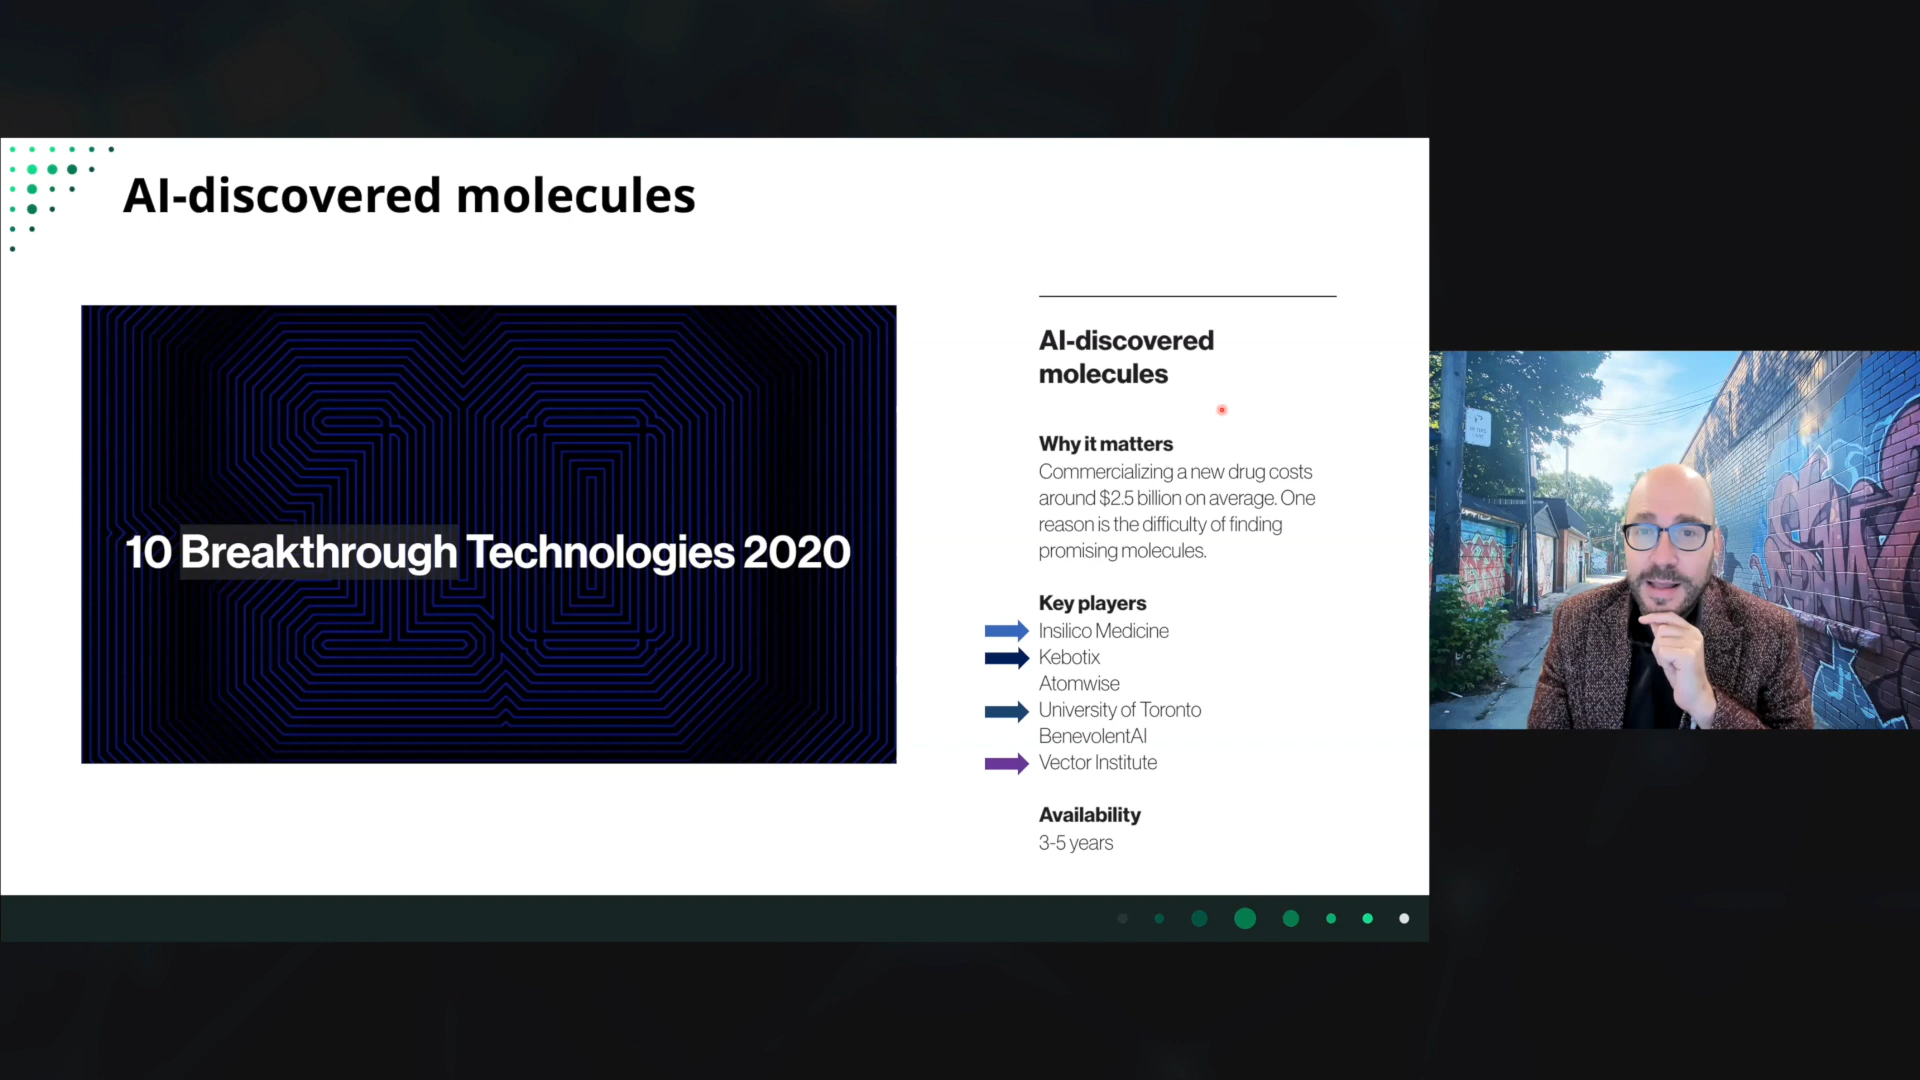 AI-discovered molecules
10 Breakthrough Technologies 2020
AI-discovered
molecules
Why it matters
Commercializing a new drug costs
around $2.5 billion on average. One
reason is the difficulty of finding
promising molecules.
Key players
Insilico Medicine
Kebotix
Atomwise
University of Toronto
BenevolentAI
Vector Institute
Availability
3-5 years